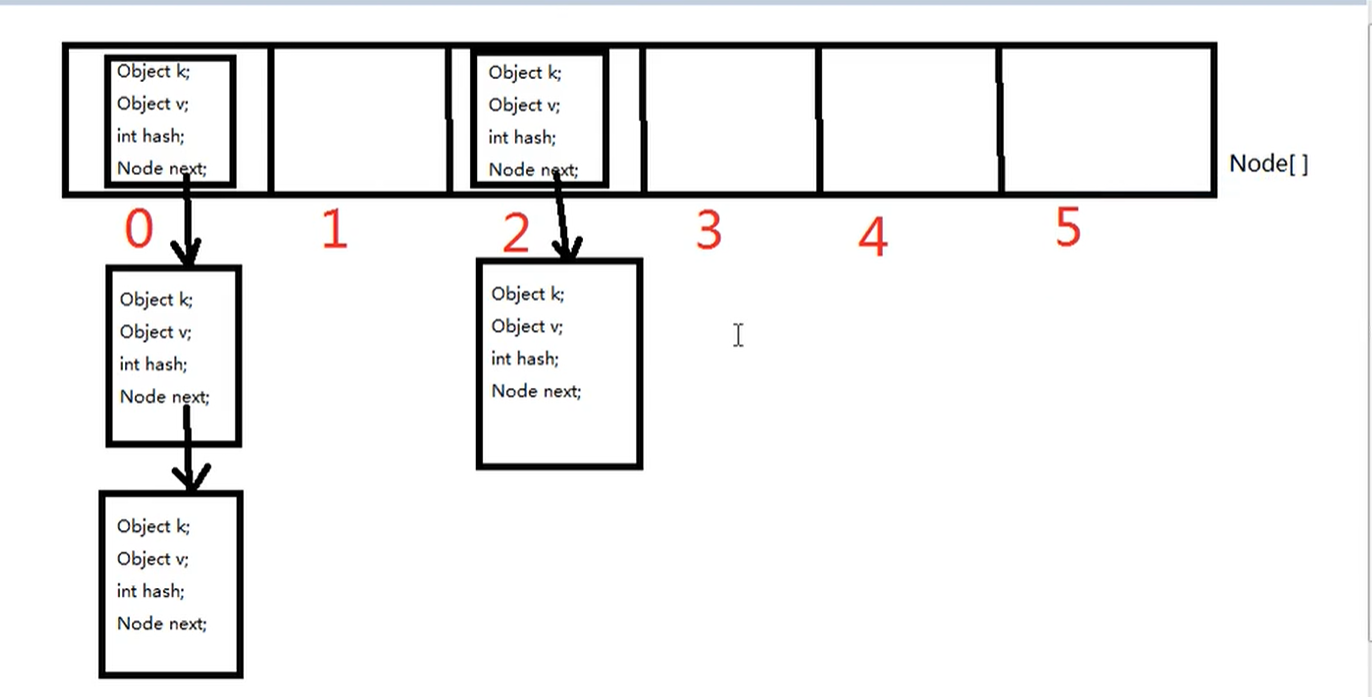 Object k;
Object v;
int hash;
Node next;
Object k;
Object v;
int hash;
Node next;
Node[ ]
0
1
2
3
4
5
Object k;
Object v;
int hash;
Node next;
Object k;
Object v;
int hash;
Node next;
Object k;
Object v;
int hash;
Node next;